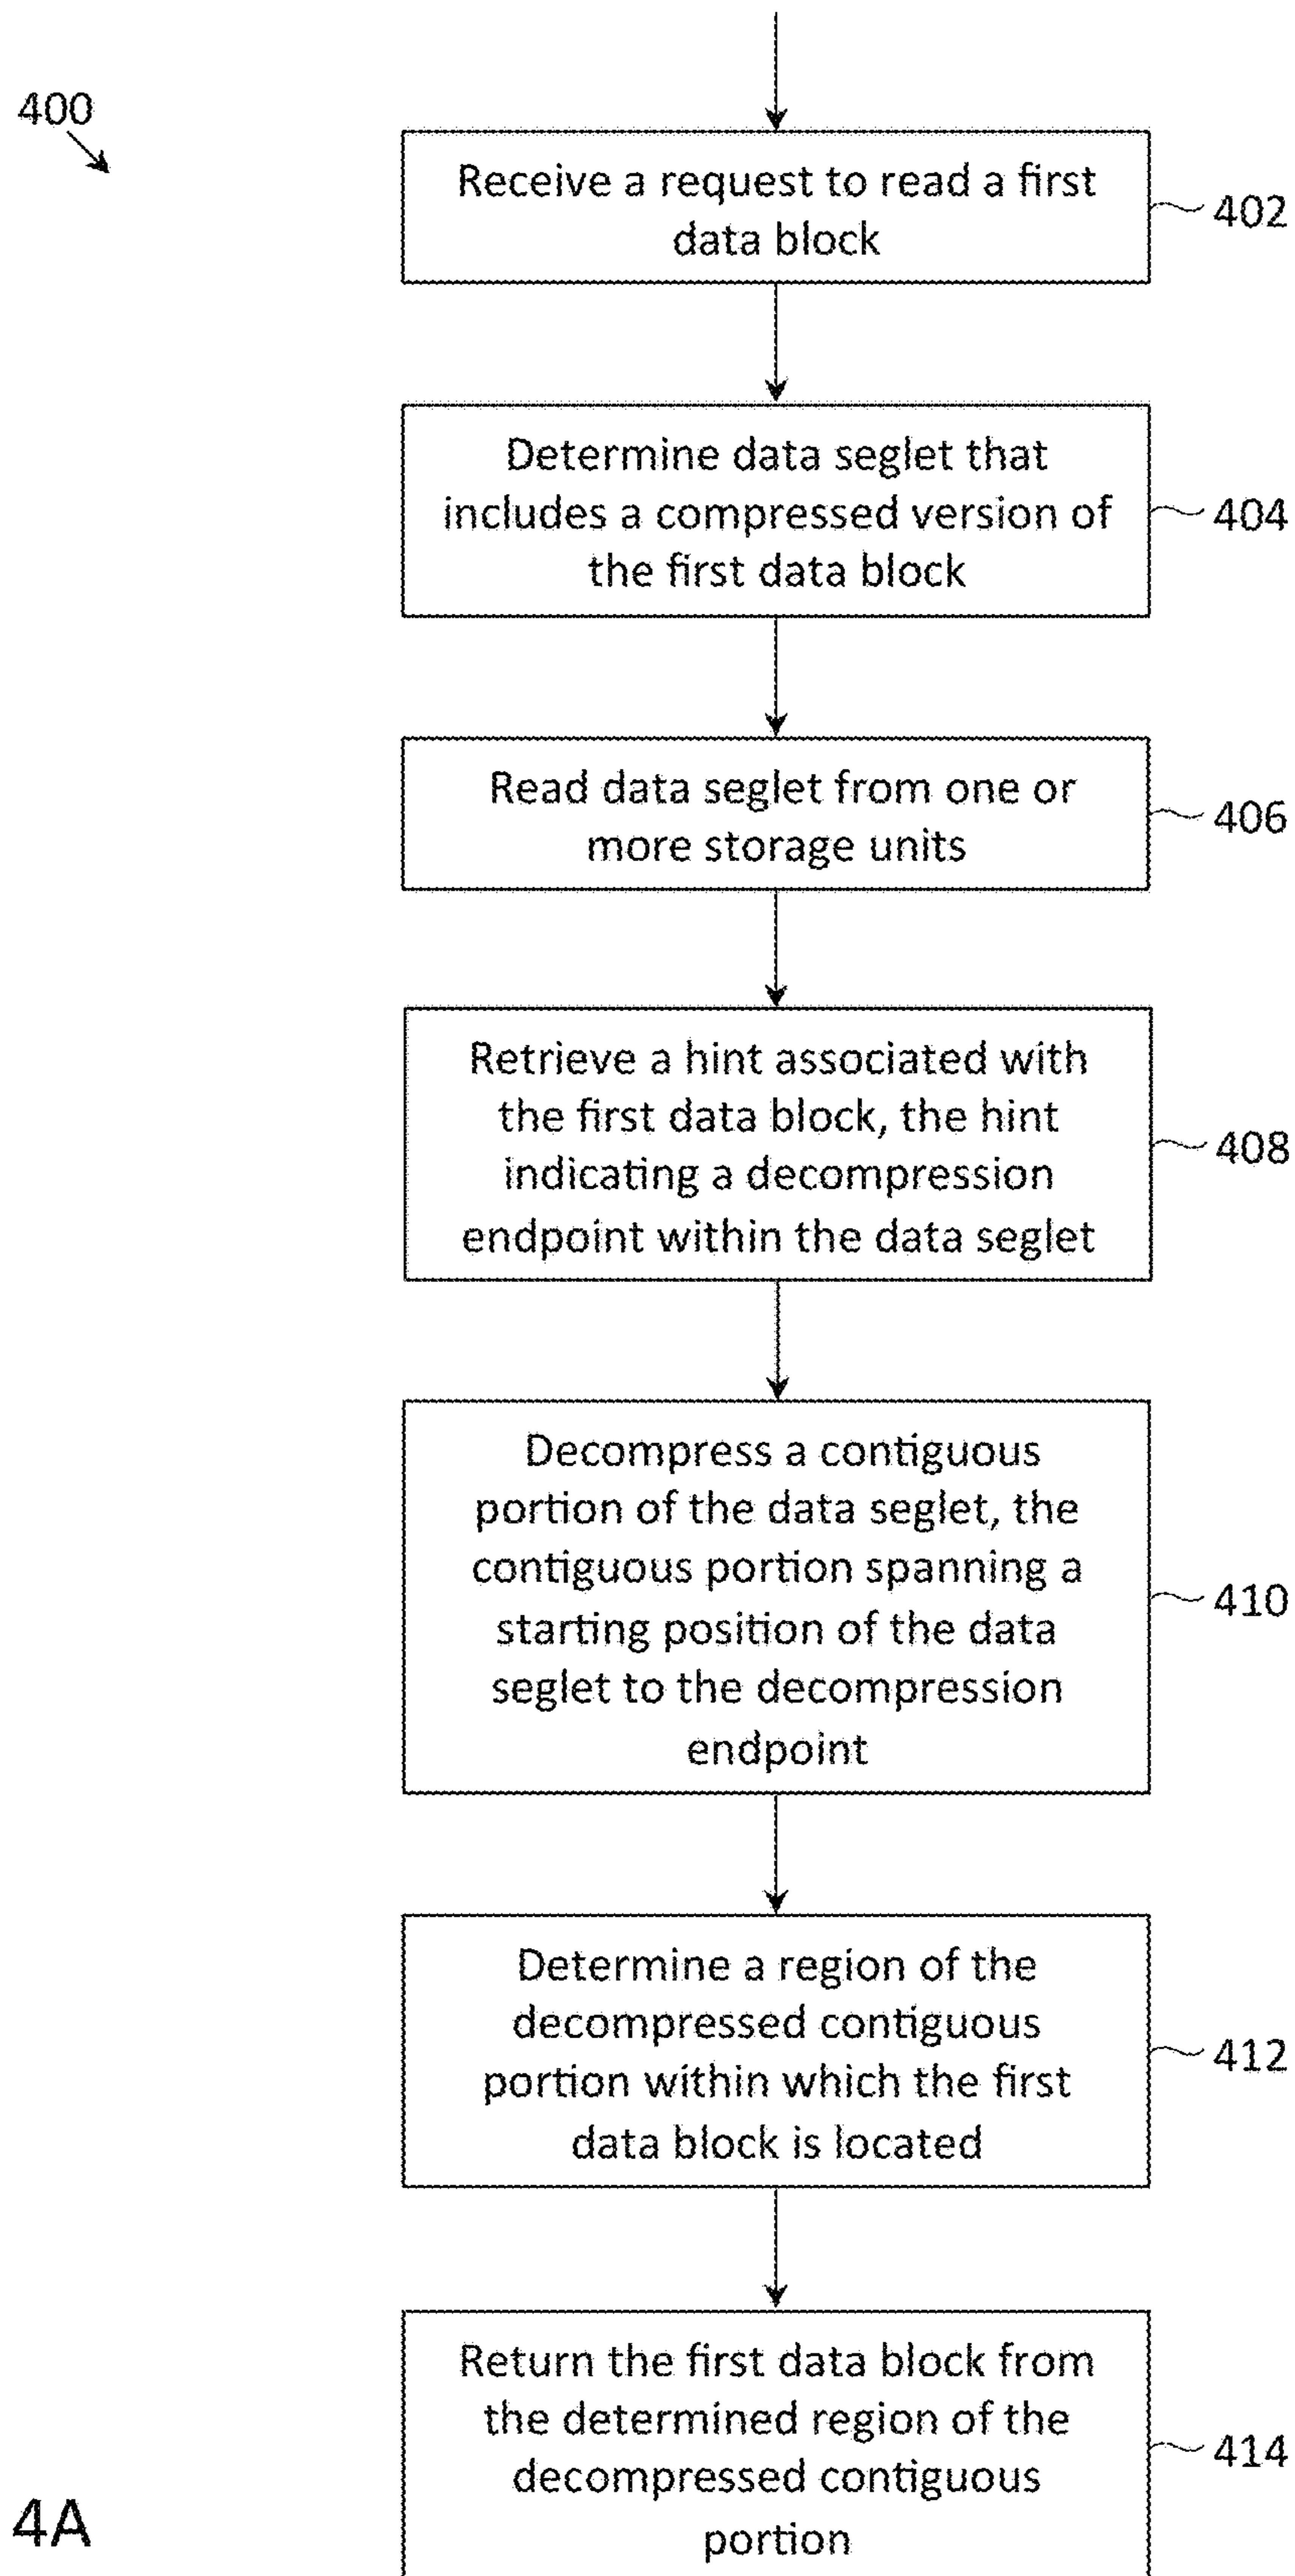 400
Receive a request to read a first
data block
402
Determine data seglet that
includes a compressed version of
the first data block
404
Read data seglet from one or
more storage units
406
Retrieve a hint associated with
the first data block, the hint
indicating a decompression
endpoint within the data seglet
408
Decompress a contiguous
portion of the data seglet, the
contiguous portion spanning a
starting position of the data
seglet to the decompression
endpoint
410
Determine a region of the
decompressed contiguous
portion within which the first
data block is located
412
Return the first data block from
the determined region of the
decompressed contiguous
portion
414
4A